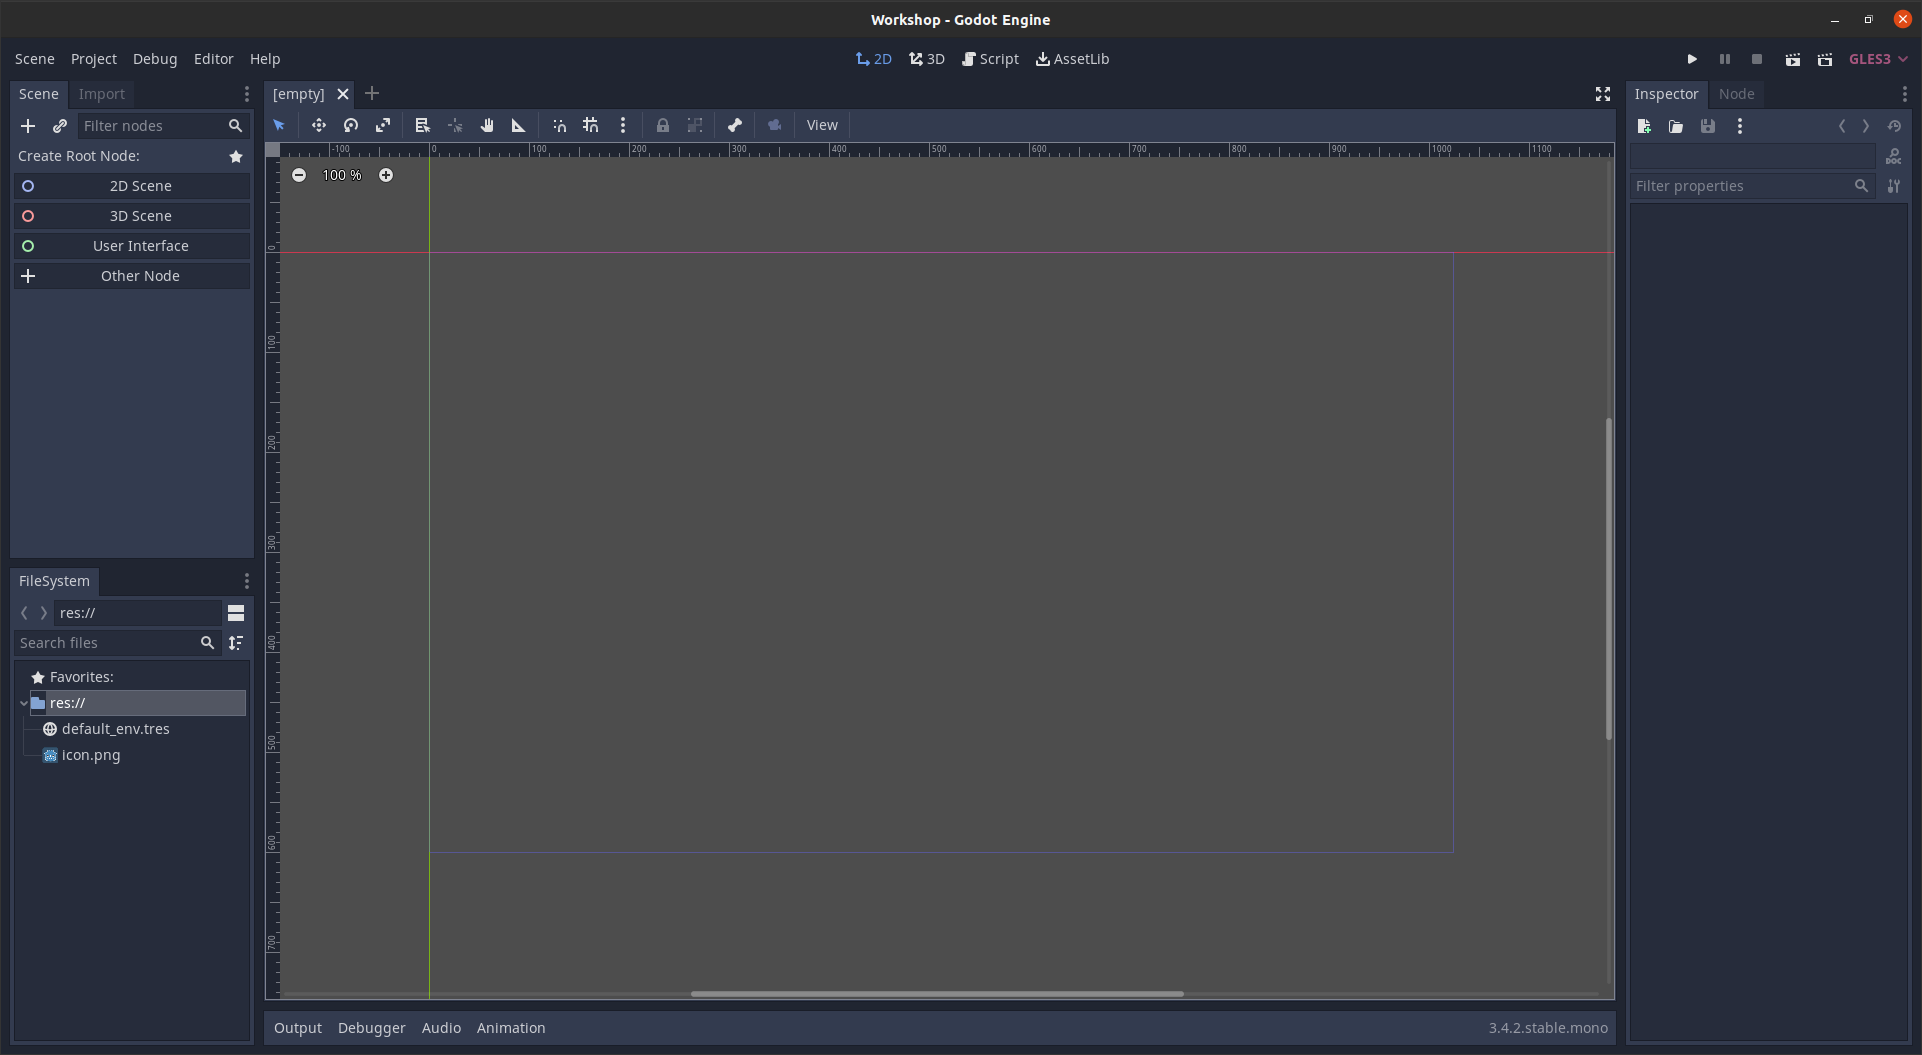 Workshop - Godot Engine
Scene Project Debug Editor Help
2D 3D Script AssetLib
GLES3
Scene Import
Filter nodes
Create Root Node:
2D Scene
3D Scene
User Interface
Other Node
FileSystem
res://
Search files
Favorites:
res://
default_env.tres
icon.png
[empty]
View
-100 0 100 200 300 400 500 600 700 800 900 1000 1100
100 %
0
100
200
300
400
500
600
700
Output Debugger Audio Animation
3.4.2.stable.mono
Inspector Node
DOC
Filter properties